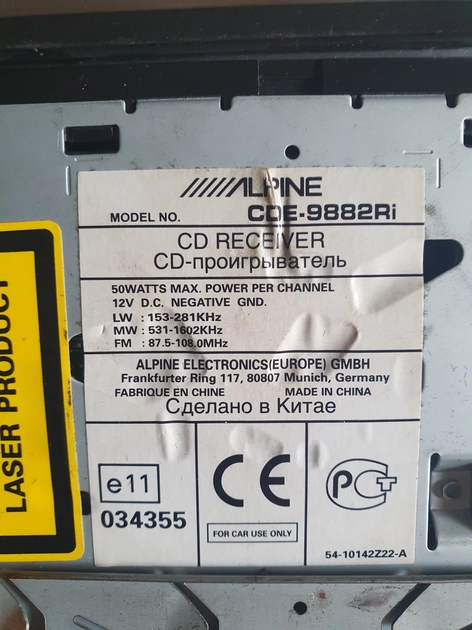 ALPINE
MODEL NO. CDE-9882Ri
CD RECEIVER
CD-проигрыватель
50WATTS MAX. POWER PER CHANNEL
12V D.C. NEGATIVE GND.
LW : 153-281KHz
MW : 531-1602KHz
FM : 87.5-108.0MHz
ALPINE ELECTRONICS(EUROPE) GMBH
Frankfurter Ring 117, 80807 Munich, Germany
FABRIQUE EN CHINE MADE IN CHINA
Сделано в Китае
e11
034355
CE
FOR CAR USE ONLY
РСТ
54-10142Z22-A
LASER PRODUCT